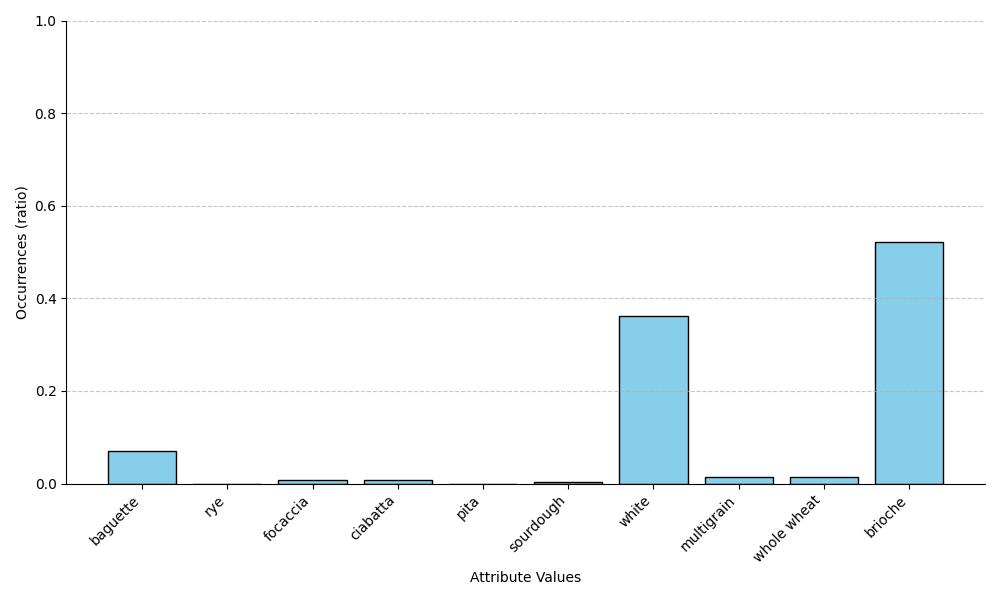 1.0
0.8
0.6
0.4
0.2
0.0
Occurrences (ratio)
baguette
rye
focaccia
ciabatta
pita
sourdough
white
multigrain
whole wheat
brioche
Attribute Values